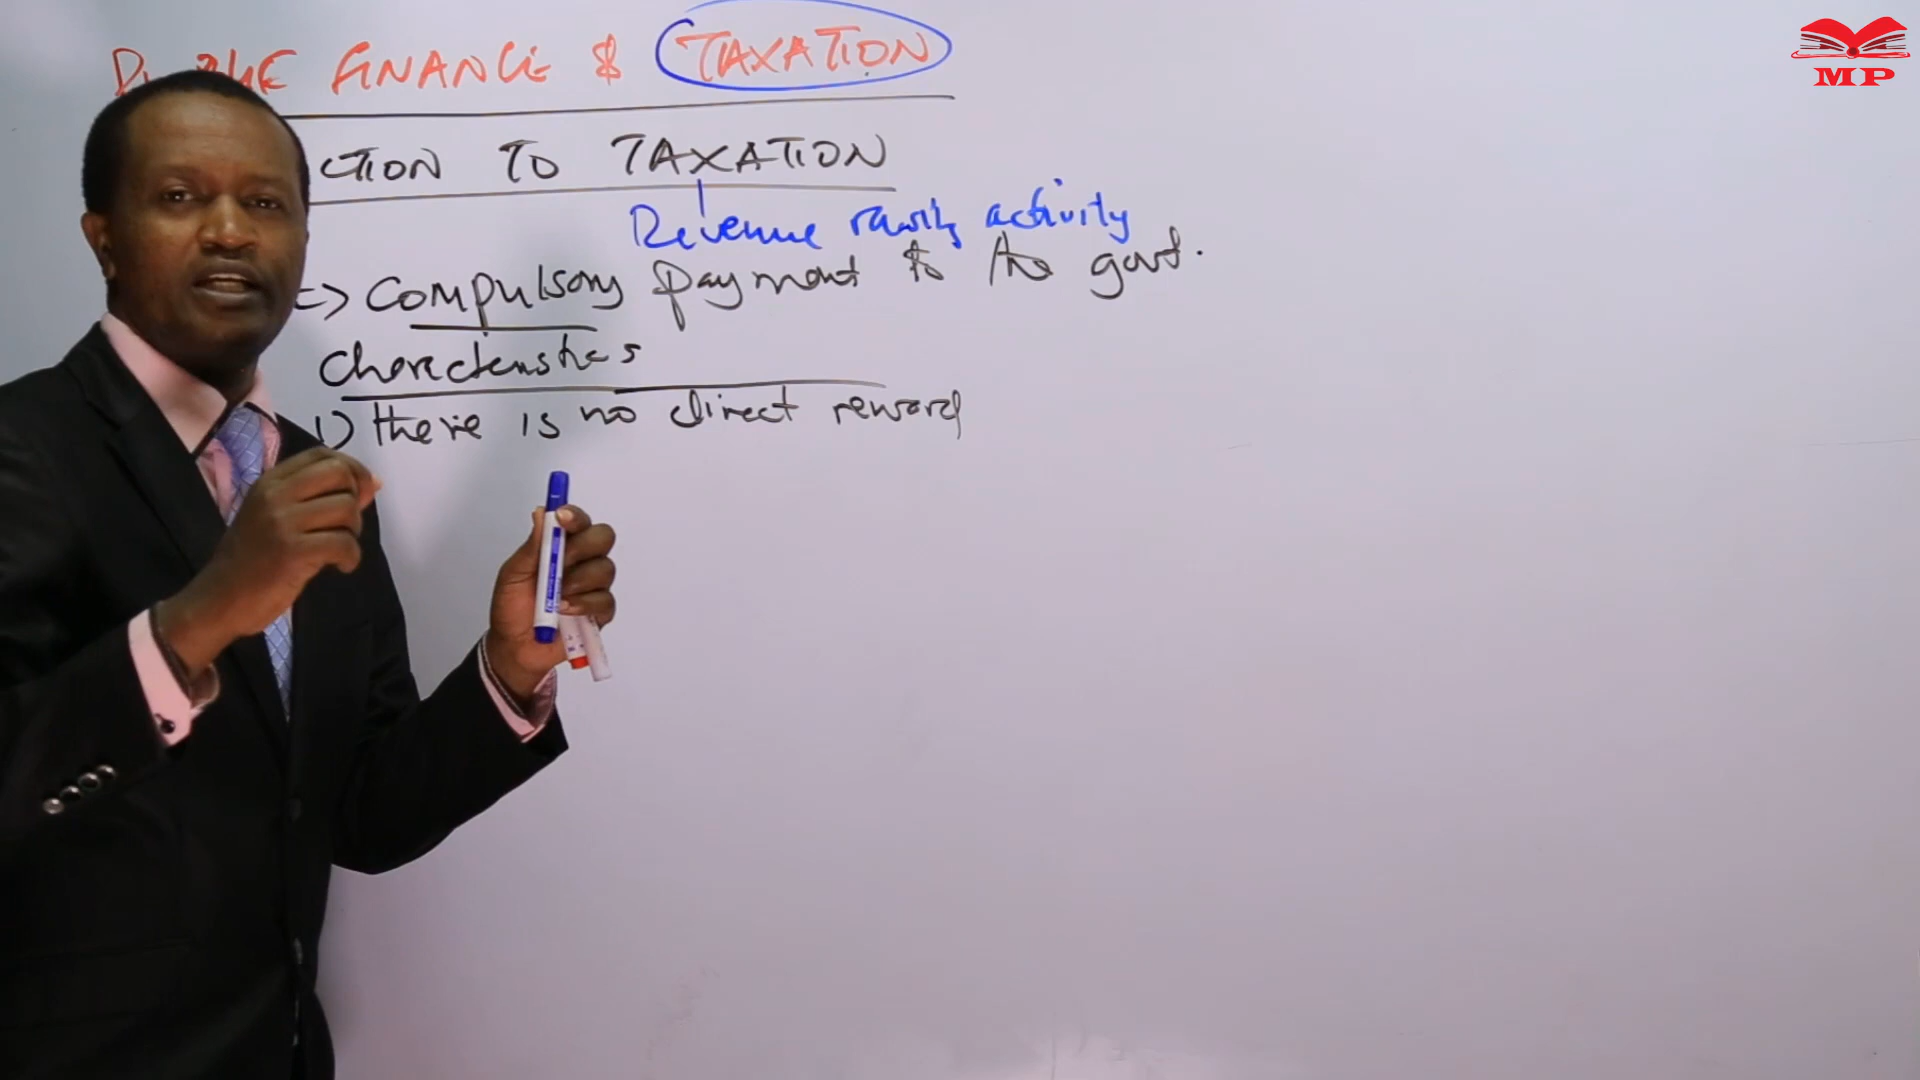 FINANCE & TAXATION
CTION TO TAXATION
Revenue raising activity
=> Compulsory payment to the govt.
Characteristics
1) there is no direct reward
MP